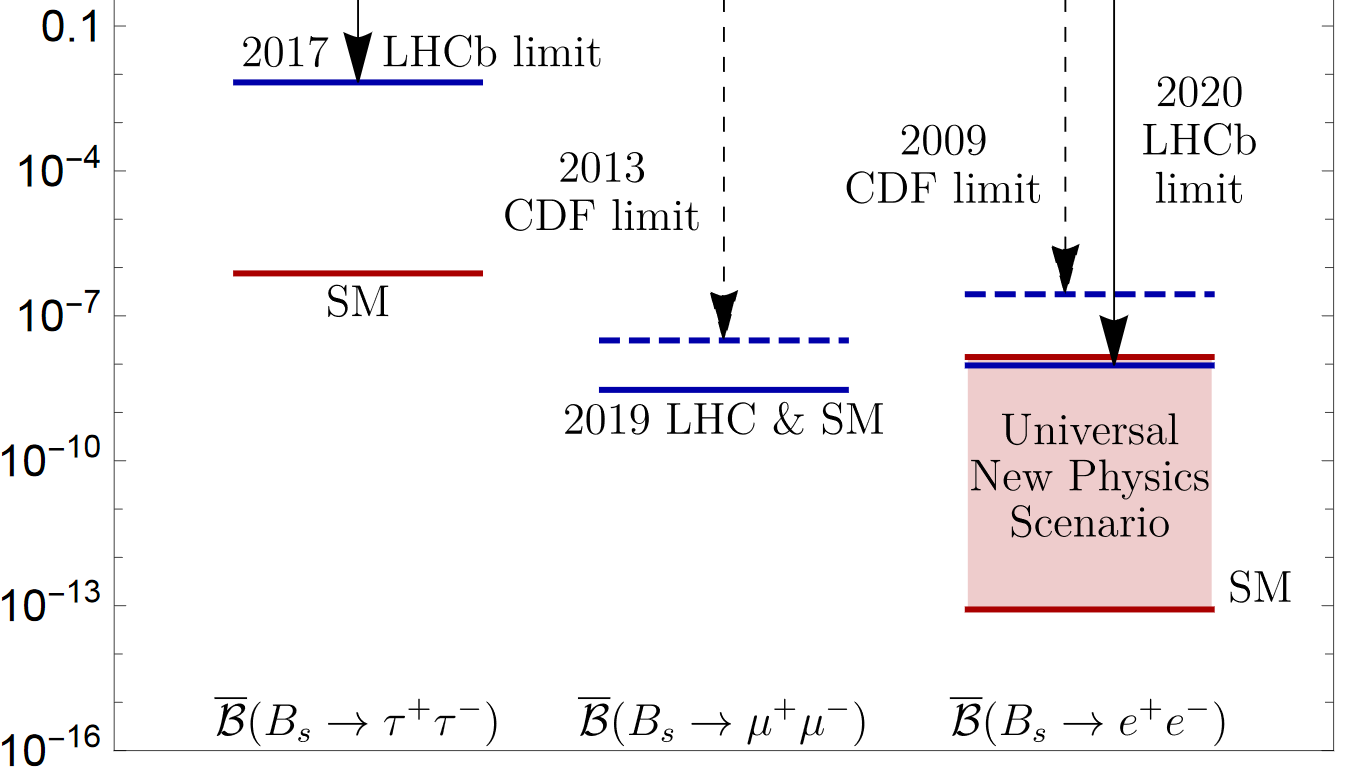 0.1
10⁻⁴
10⁻⁷
10⁻¹⁰
10⁻¹³
10⁻¹⁶
2017 LHCb limit
SM
2013
CDF limit
2019 LHC & SM
2009
CDF limit
2020
LHCb
limit
Universal
New Physics
Scenario
SM
B̅(Bₛ → τ⁺τ⁻)
B̅(Bₛ → μ⁺μ⁻)
B̅(Bₛ → e⁺e⁻)